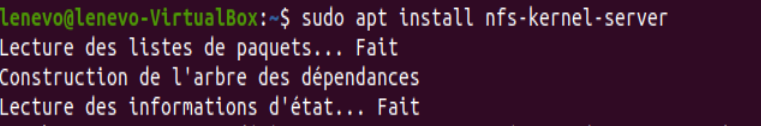 lenevo@lenevo-VirtualBox:~$ sudo apt install nfs-kernel-server
Lecture des listes de paquets... Fait
Construction de l'arbre des dépendances
Lecture des informations d'état... Fait